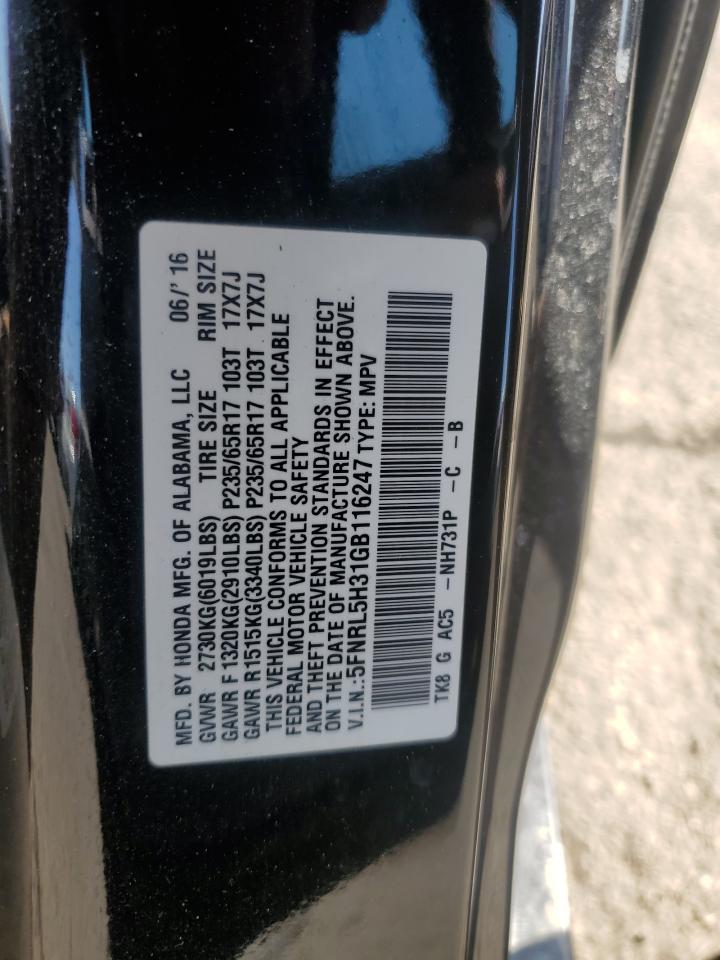 MFD. BY HONDA MFG. OF ALABAMA, LLC 06/' 16
GVWR 2730KG(6019LBS) TIRE SIZE RIM SIZE
GAWR F 1320KG(2910LBS) P235/65R17 103T 17X7J
GAWR R 1515KG(3340LBS) P235/65R17 103T 17X7J
THIS VEHICLE CONFORMS TO ALL APPLICABLE
FEDERAL MOTOR VEHICLE SAFETY
AND THEFT PREVENTION STANDARDS IN EFFECT
ON THE DATE OF MANUFACTURE SHOWN ABOVE.
V.I.N.:5FNRL5H31GB116247 TYPE: MPV
TK8 G AC5 -NH731P -C -B